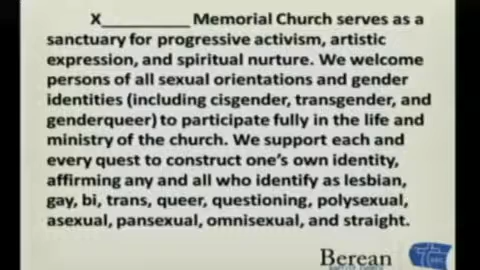 X__________ Memorial Church serves as a
sanctuary for progressive activism, artistic
expression, and spiritual nurture. We welcome
persons of all sexual orientations and gender
identities (including cisgender, transgender, and
genderqueer) to participate fully in the life and
ministry of the church. We support each and
every quest to construct one's own identity,
affirming any and all who identify as lesbian,
gay, bi, trans, queer, questioning, polysexual,
asexual, pansexual, omnisexual, and straight.
Berean